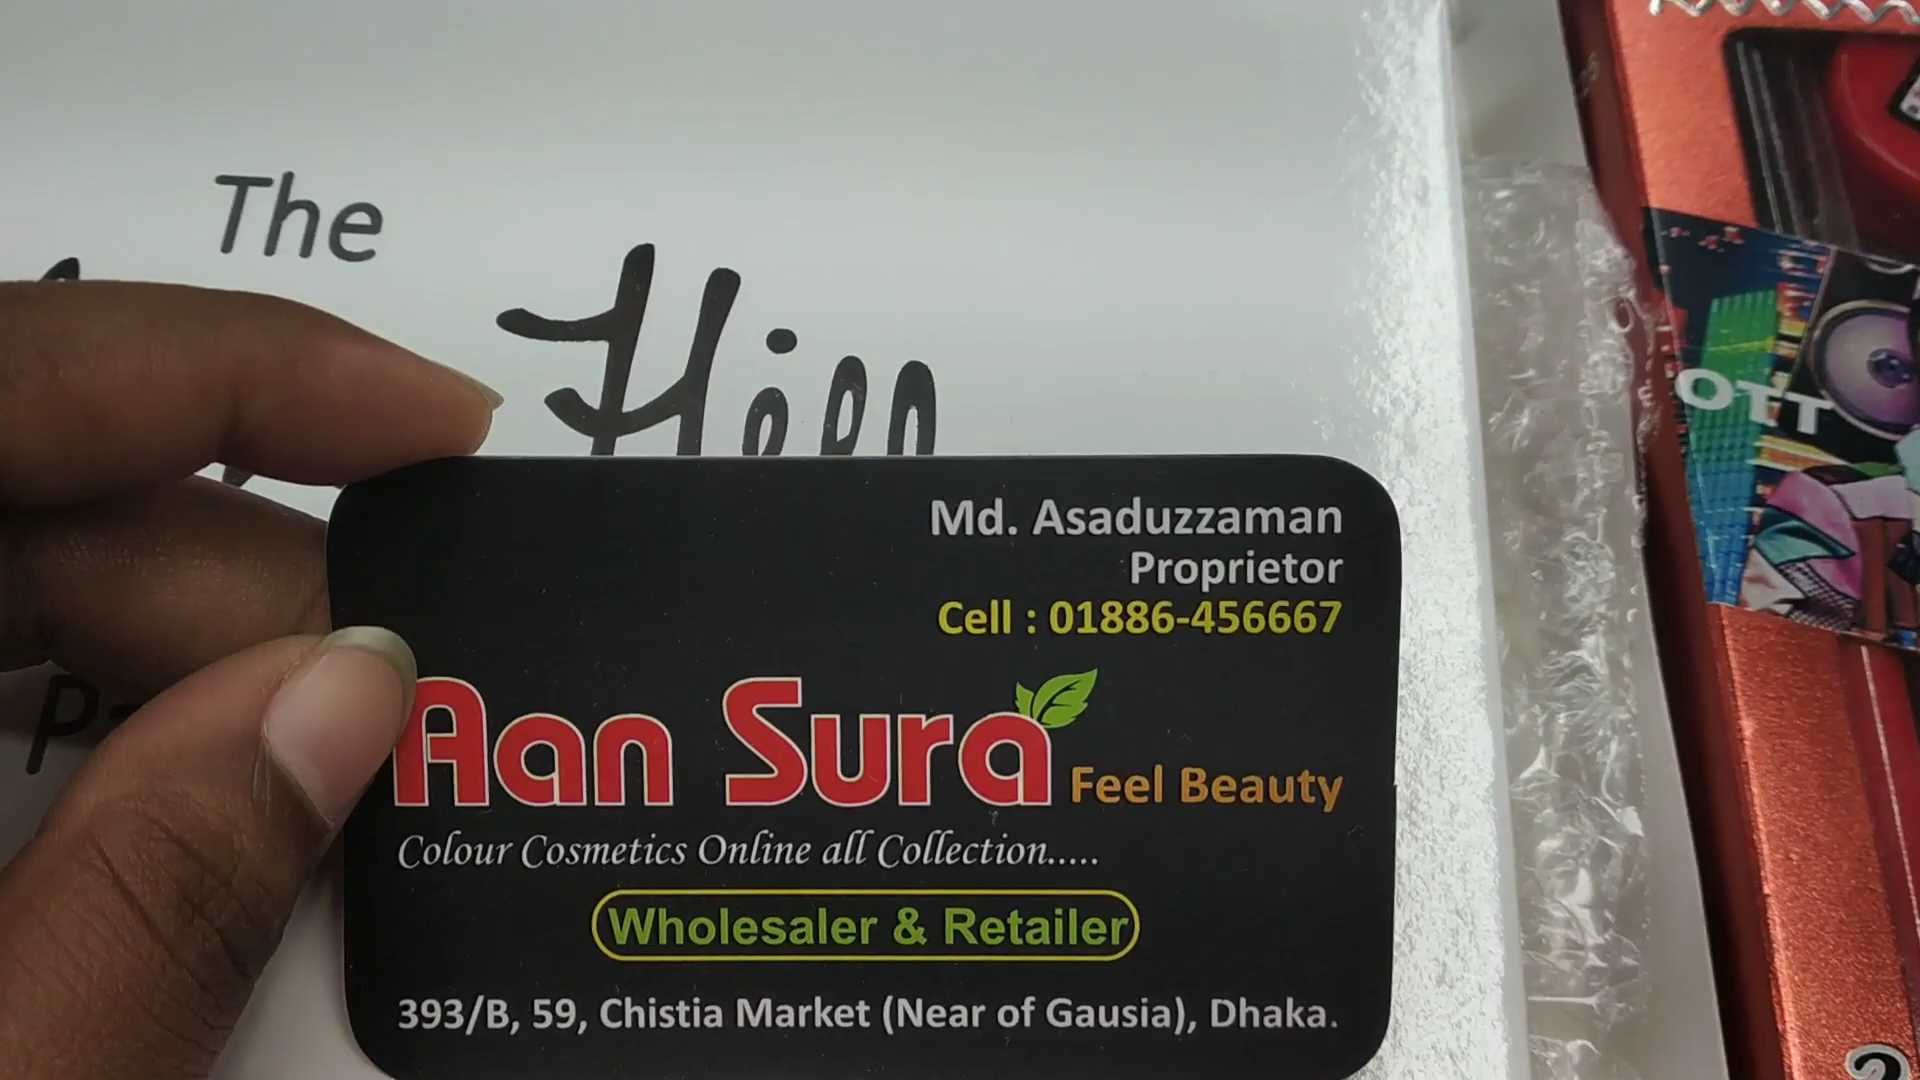 The
Md. Asaduzzaman
Proprietor
Cell : 01886-456667
Aan Sura
Feel Beauty
Colour Cosmetics Online all Collection.....
Wholesaler & Retailer
393/B, 59, Chistia Market (Near of Gausia), Dhaka.
OTT